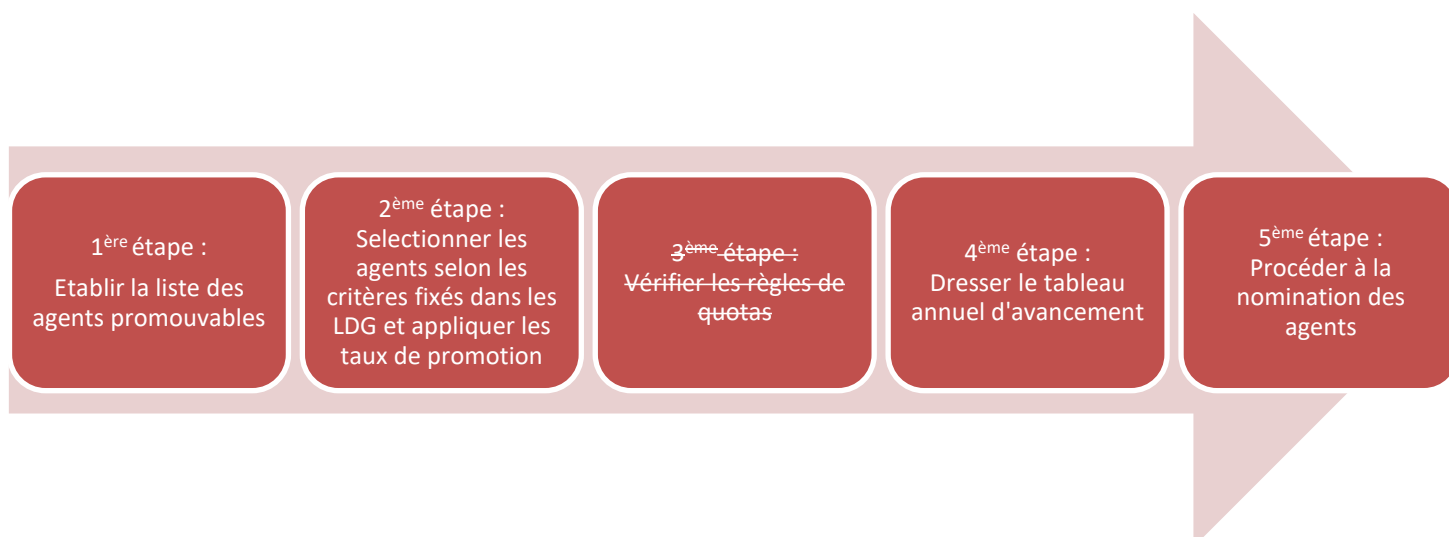 1ère étape :
Etablir la liste des
agents promouvables
2ème étape :
Selectionner les
agents selon les
critères fixés dans les
LDG et appliquer les
taux de promotion
3ème étape :
Vérifier les règles de
quotas
4ème étape :
Dresser le tableau
annuel d'avancement
5ème étape :
Procéder à la
nomination des
agents